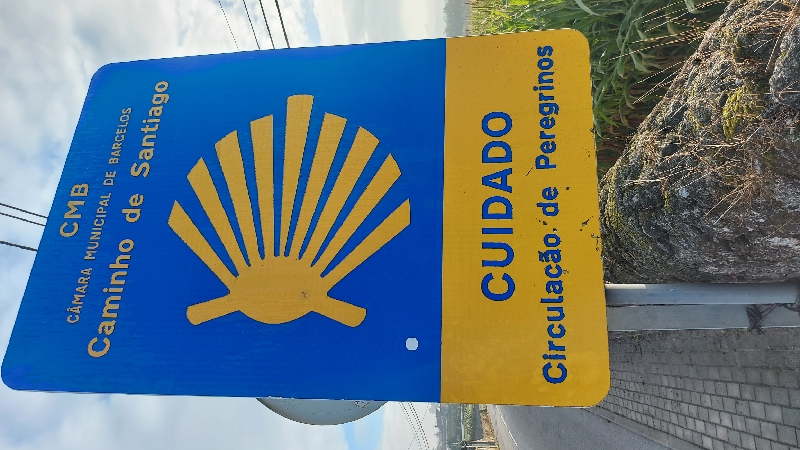 CMB
CÂMARA MUNICIPAL DE BARCELOS
Caminho de Santiago
CUIDADO
Circulação de Peregrinos